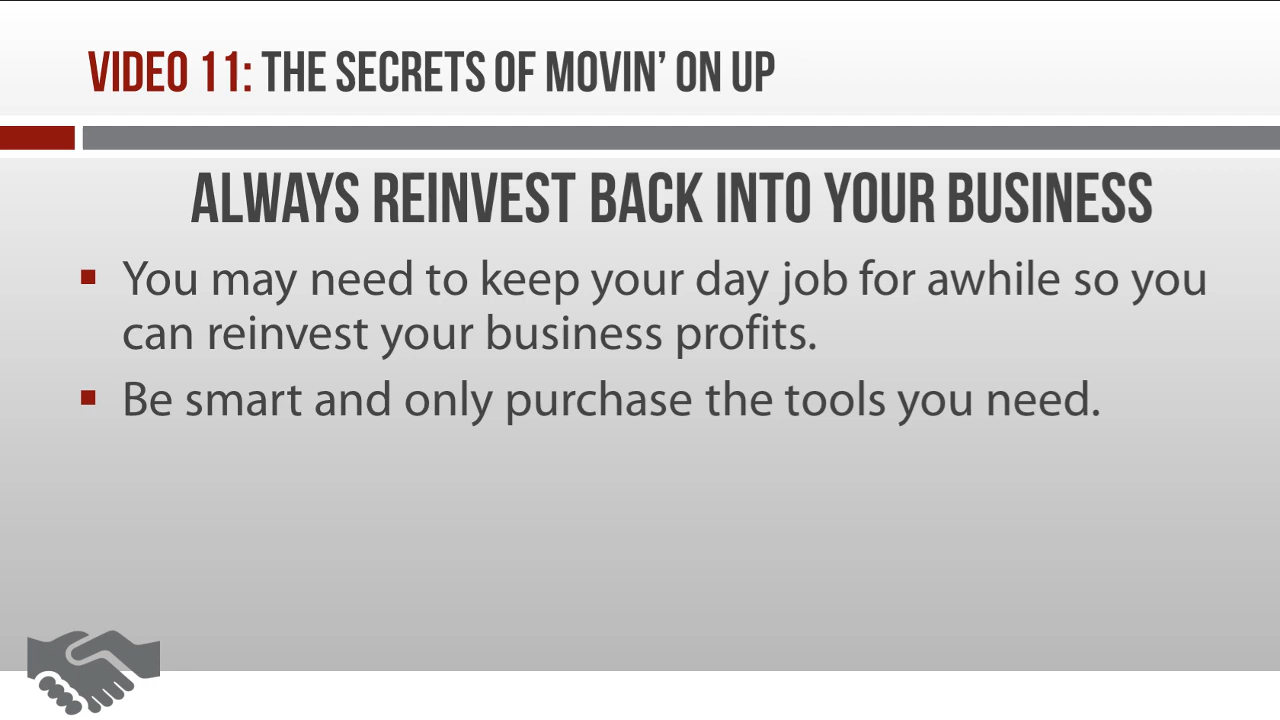 VIDEO 11: THE SECRETS OF MOVIN’ ON UP
ALWAYS REINVEST BACK INTO YOUR BUSINESS
You may need to keep your day job for awhile so you
can reinvest your business profits.
Be smart and only purchase the tools you need.